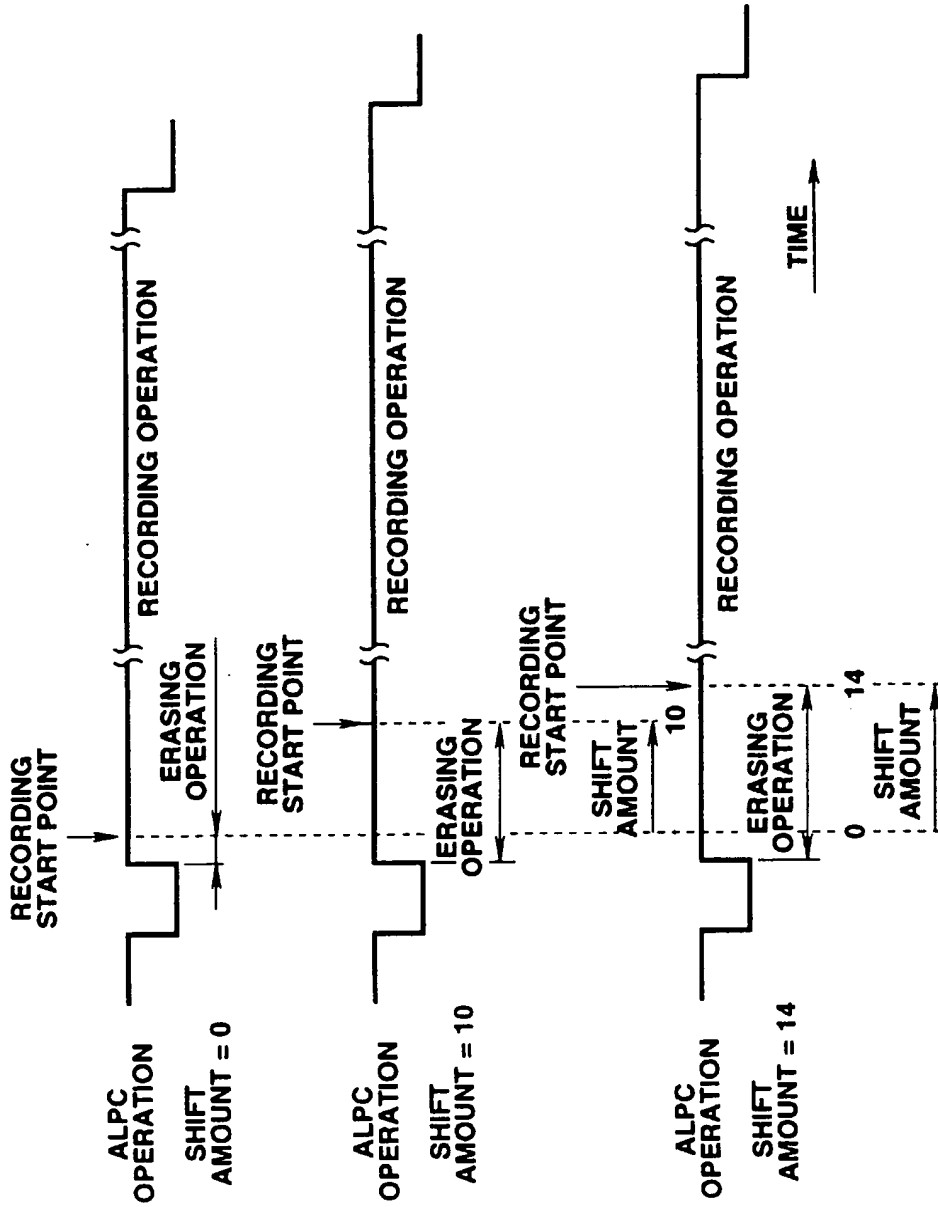 RECORDING
START POINT
ALPC
OPERATION
RECORDING OPERATION
ERASING
OPERATION
SHIFT
AMOUNT = 0
RECORDING
START POINT
ALPC
OPERATION
RECORDING OPERATION
ERASING
OPERATION
SHIFT
AMOUNT = 10
RECORDING
START POINT
SHIFT
AMOUNT
10
ALPC
OPERATION
RECORDING OPERATION
ERASING
OPERATION
SHIFT
AMOUNT = 14
TIME
0
14
SHIFT
AMOUNT